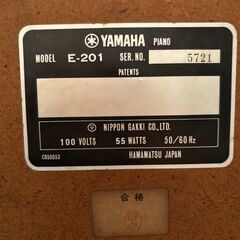 YAMAHA PIANO
MODEL E-201 SER. NO. 5721
PATENTS
NIPPON GAKKI CO., LTD.
100 VOLTS 55 WATTS 50/60Hz
CB50053 HAMAMATSU JAPAN
合格